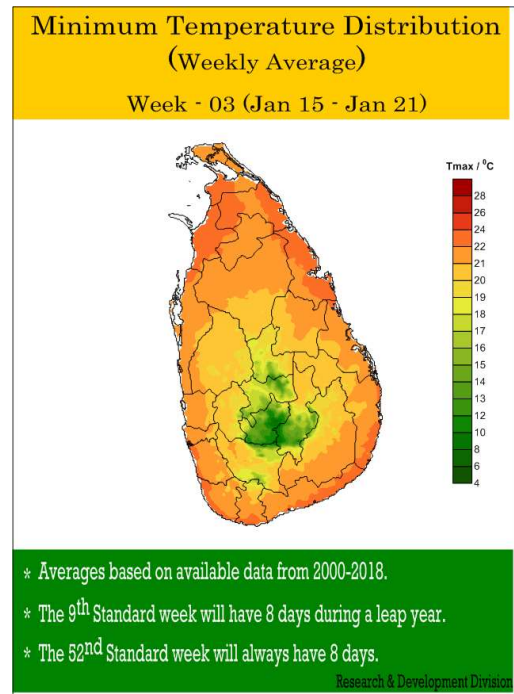 Minimum Temperature Distribution
(Weekly Average)
Week - 03 (Jan 15 - Jan 21)
Tmax / ⁰C
28
26
24
22
21
20
19
18
17
16
15
14
13
12
10
8
6
4
* Averages based on available data from 2000-2018.
* The 9th Standard week will have 8 days during a leap year.
* The 52nd Standard week will always have 8 days.
Research & Development Division